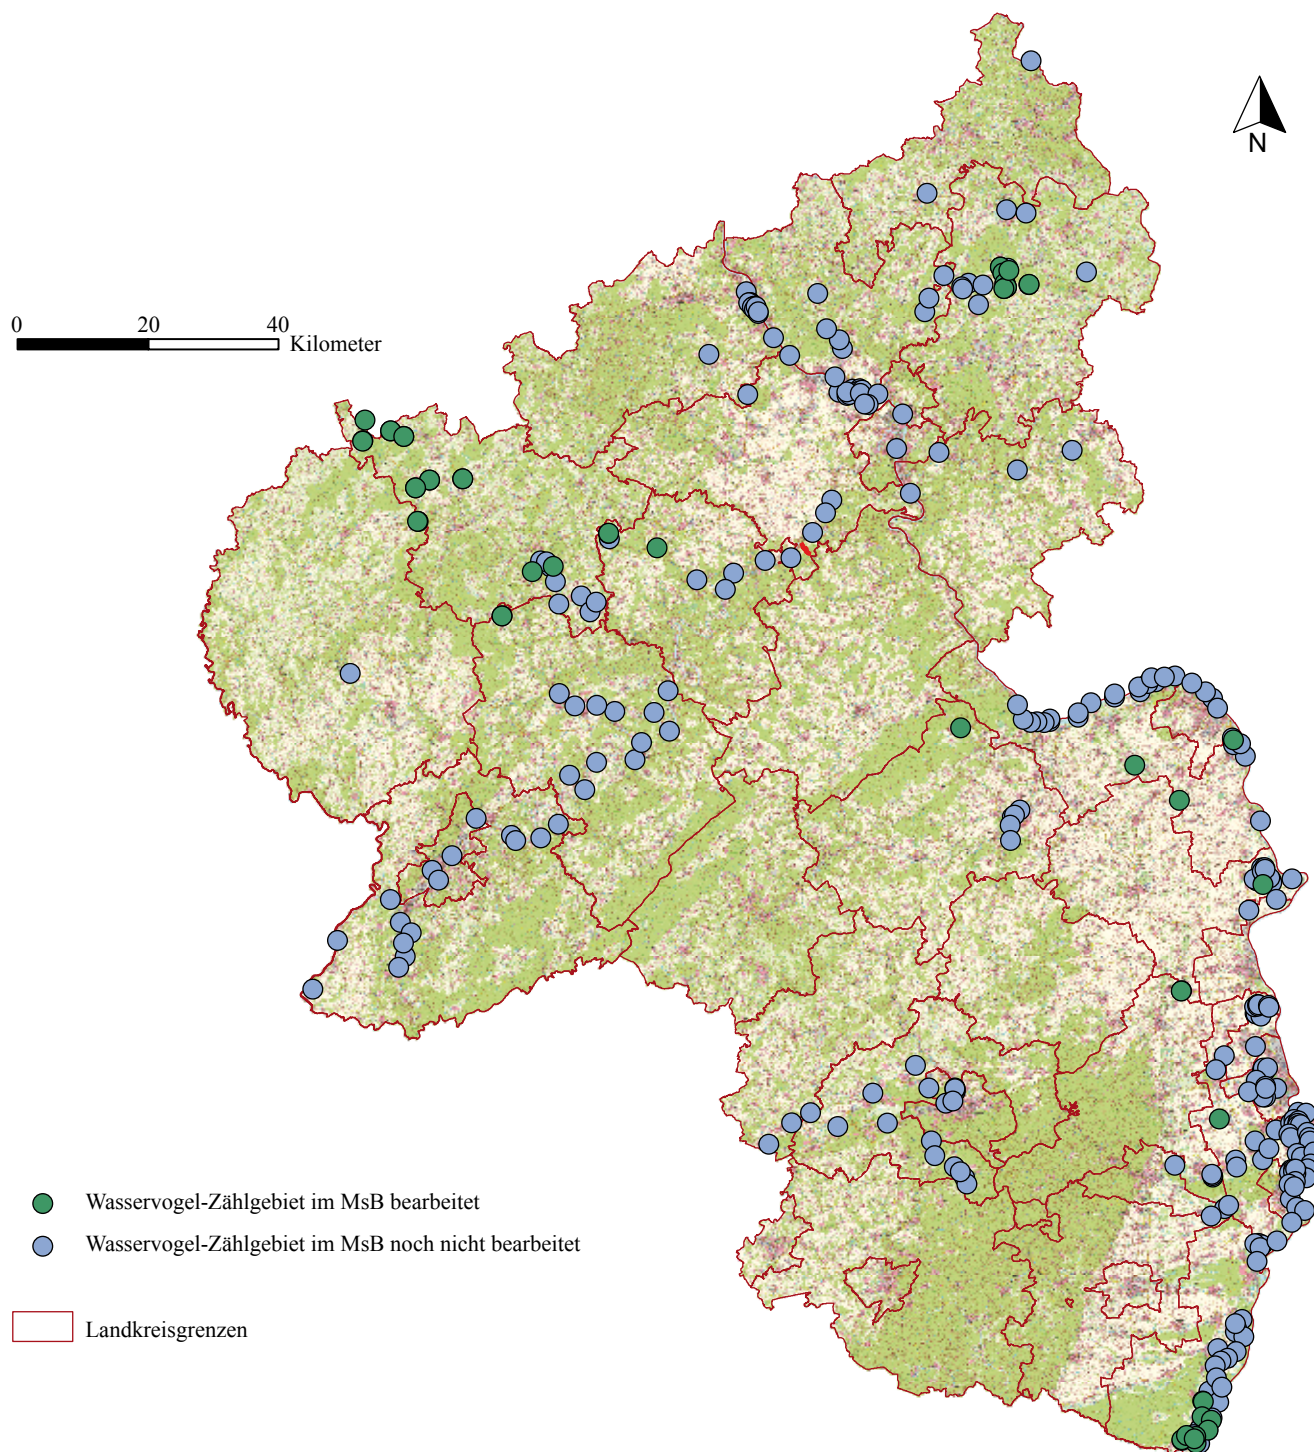 N
0 20 40
Kilometer
Wasservogel-Zählgebiet im MsB bearbeitet
Wasservogel-Zählgebiet im MsB noch nicht bearbeitet
Landkreisgrenzen